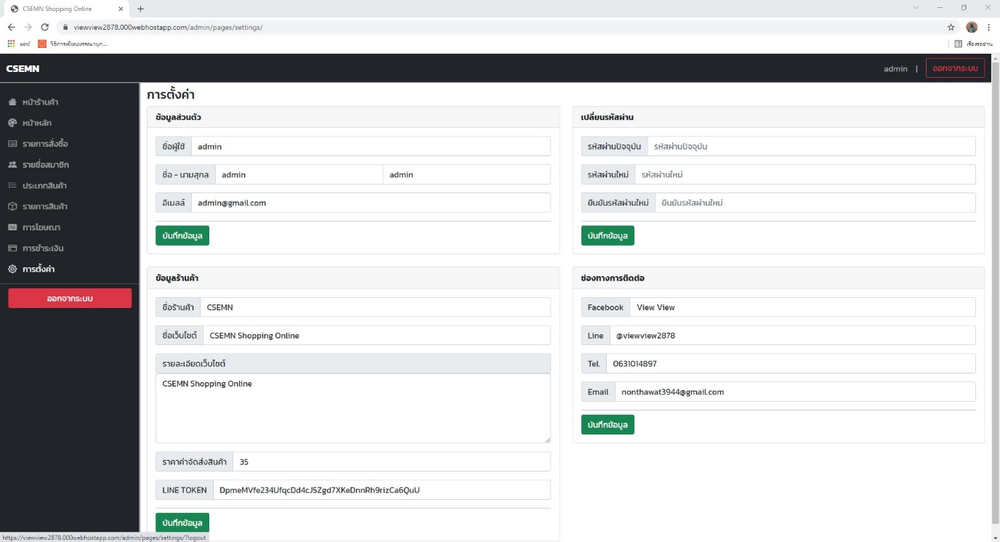 CSEMN Shopping Online
viewview2878.000webhostapp.com/admin/pages/settings/
แอป
วิธีการเขียนบรรณานุก...
เรื่องรออ่าน
CSEMN
admin | ออกจากระบบ
หน้าร้านค้า
หน้าหลัก
รายการสั่งซื้อ
รายชื่อสมาชิก
ประเภทสินค้า
รายการสินค้า
การโฆษณา
การชำระเงิน
การตั้งค่า
ออกจากระบบ
การตั้งค่า
ข้อมูลส่วนตัว
ชื่อผู้ใช้ admin
ชื่อ - นามสกุล admin admin
อีเมลล์ admin@gmail.com
บันทึกข้อมูล
เปลี่ยนรหัสผ่าน
รหัสผ่านปัจจุบัน รหัสผ่านปัจจุบัน
รหัสผ่านใหม่ รหัสผ่านใหม่
ยืนยันรหัสผ่านใหม่ ยืนยันรหัสผ่านใหม่
บันทึกข้อมูล
ข้อมูลร้านค้า
ชื่อร้านค้า CSEMN
ชื่อเว็บไซต์ CSEMN Shopping Online
รายละเอียดเว็บไซต์
CSEMN Shopping Online
ราคาค่าจัดส่งสินค้า 35
LINE TOKEN DpmeMVfe234UfqcDd4cJ5Zgd7XKeDnnRh9rizCa6QuU
บันทึกข้อมูล
ช่องทางการติดต่อ
Facebook View View
Line @viewview2878
Tel. 0631014897
Email nonthawat3944@gmail.com
บันทึกข้อมูล
https://viewview2878.000webhostapp.com/admin/pages/settings/?logout